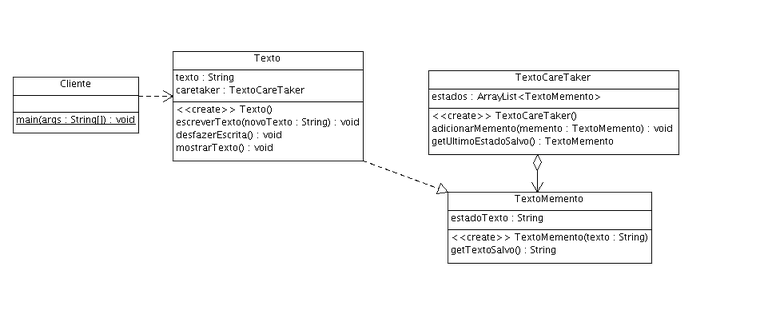 Cliente
main(args : String[]) : void
Texto
texto : String
caretaker : TextoCareTaker
<<create>> Texto()
escreverTexto(novoTexto : String) : void
desfazerEscrita() : void
mostrarTexto() : void
TextoCareTaker
estados : ArrayList<TextoMemento>
<<create>> TextoCareTaker()
adicionarMemento(memento : TextoMemento) : void
getUltimoEstadoSalvo() : TextoMemento
TextoMemento
estadoTexto : String
<<create>> TextoMemento(texto : String)
getTextoSalvo() : String